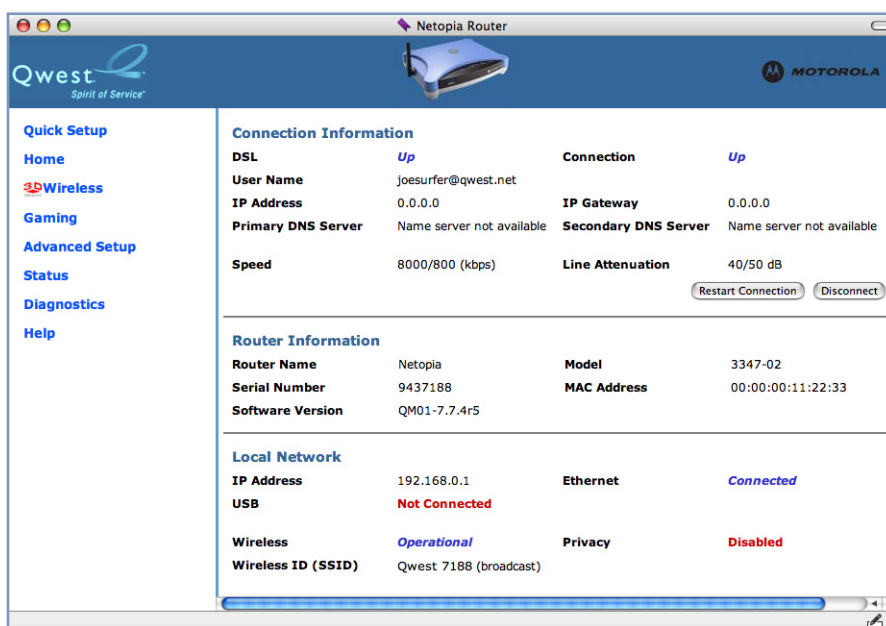 Netopia Router
Qwest
Spirit of Service
MOTOROLA
Quick Setup
Home
3D Wireless
Gaming
Advanced Setup
Status
Diagnostics
Help
Connection Information
DSL Up Connection Up
User Name joesurfer@qwest.net
IP Address 0.0.0.0 IP Gateway 0.0.0.0
Primary DNS Server Name server not available Secondary DNS Server Name server not available
Speed 8000/800 (kbps) Line Attenuation 40/50 dB
Restart Connection Disconnect
Router Information
Router Name Netopia Model 3347-02
Serial Number 9437188 MAC Address 00:00:00:11:22:33
Software Version QM01-7.7.4r5
Local Network
IP Address 192.168.0.1 Ethernet Connected
USB Not Connected
Wireless Operational Privacy Disabled
Wireless ID (SSID) Qwest 7188 (broadcast)